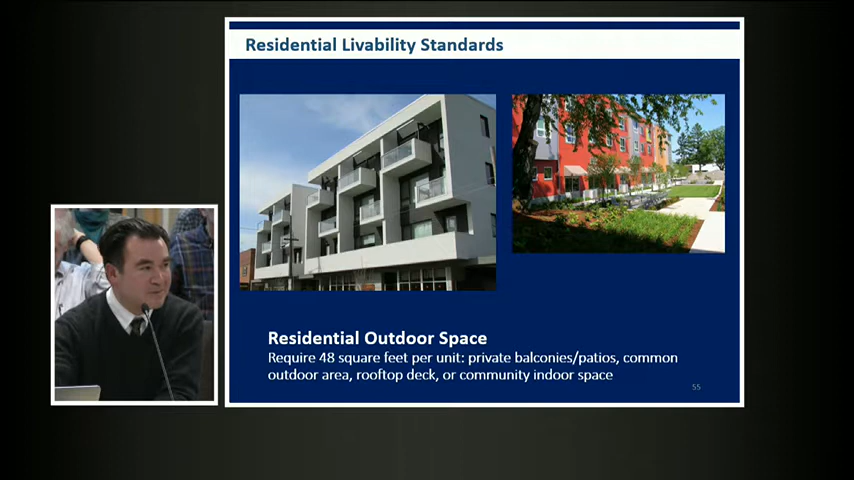 Residential Livability Standards
Residential Outdoor Space
Require 48 square feet per unit: private balconies/patios, common
outdoor area, rooftop deck, or community indoor space
55